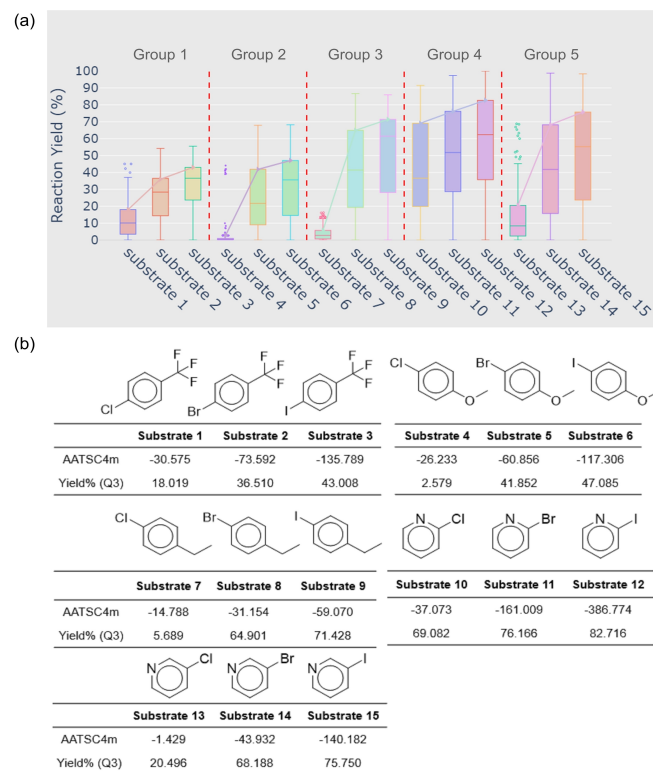 (a)
Group 1 Group 2 Group 3 Group 4 Group 5
Reaction Yield (%)
100
90
80
70
60
50
40
30
20
10
0
Substrate 1
Substrate 2
Substrate 3
Substrate 4
Substrate 5
Substrate 6
Substrate 7
Substrate 8
Substrate 9
Substrate 10
Substrate 11
Substrate 12
Substrate 13
Substrate 14
Substrate 15
(b)
Cl F F F
Br F F F
I F F F
Substrate 1 Substrate 2 Substrate 3
AATSC4m -30.575 -73.592 -135.789
Yield% (Q3) 18.019 36.510 43.008
Cl O
Br O
I O
Substrate 4 Substrate 5 Substrate 6
-26.233 -60.856 -117.306
2.579 41.852 47.085
Cl
Br
I
Substrate 7 Substrate 8 Substrate 9
AATSC4m -14.788 -31.154 -59.070
Yield% (Q3) 5.689 64.901 71.428
N Cl
N Br
N I
Substrate 10 Substrate 11 Substrate 12
-37.073 -161.009 -386.774
69.082 76.166 82.716
N Cl
N Br
N I
Substrate 13 Substrate 14 Substrate 15
AATSC4m -1.429 -43.932 -140.182
Yield% (Q3) 20.496 68.188 75.750